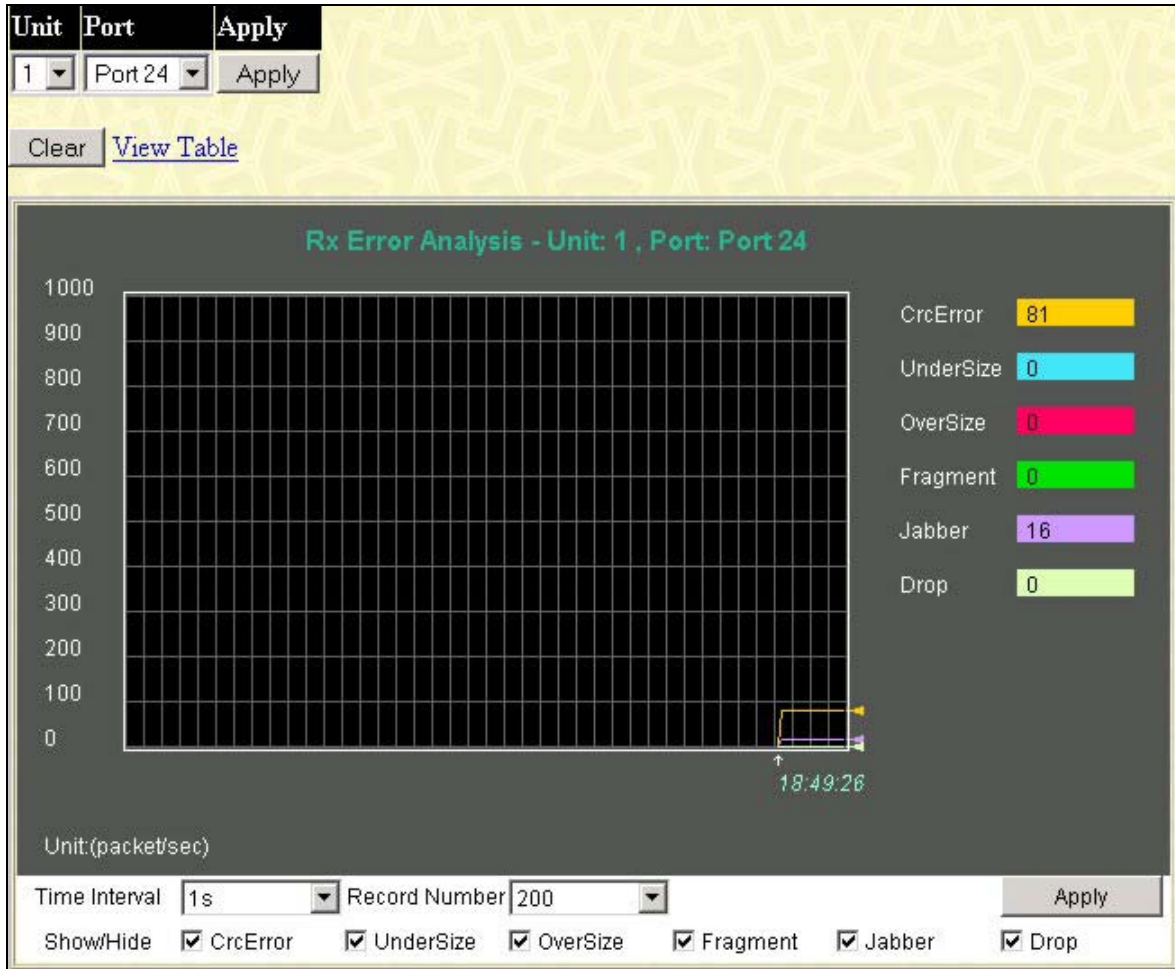 Unit Port Apply
1 Port 24 Apply
Clear View Table
Rx Error Analysis - Unit: 1 , Port: Port 24
1000
900
800
700
600
500
400
300
200
100
0
CrcError 81
UnderSize 0
OverSize 0
Fragment 0
Jabber 16
Drop 0
18:49:26
Unit:(packet/sec)
Time Interval 1s Record Number 200 Apply
Show/Hide CrcError UnderSize OverSize Fragment Jabber Drop